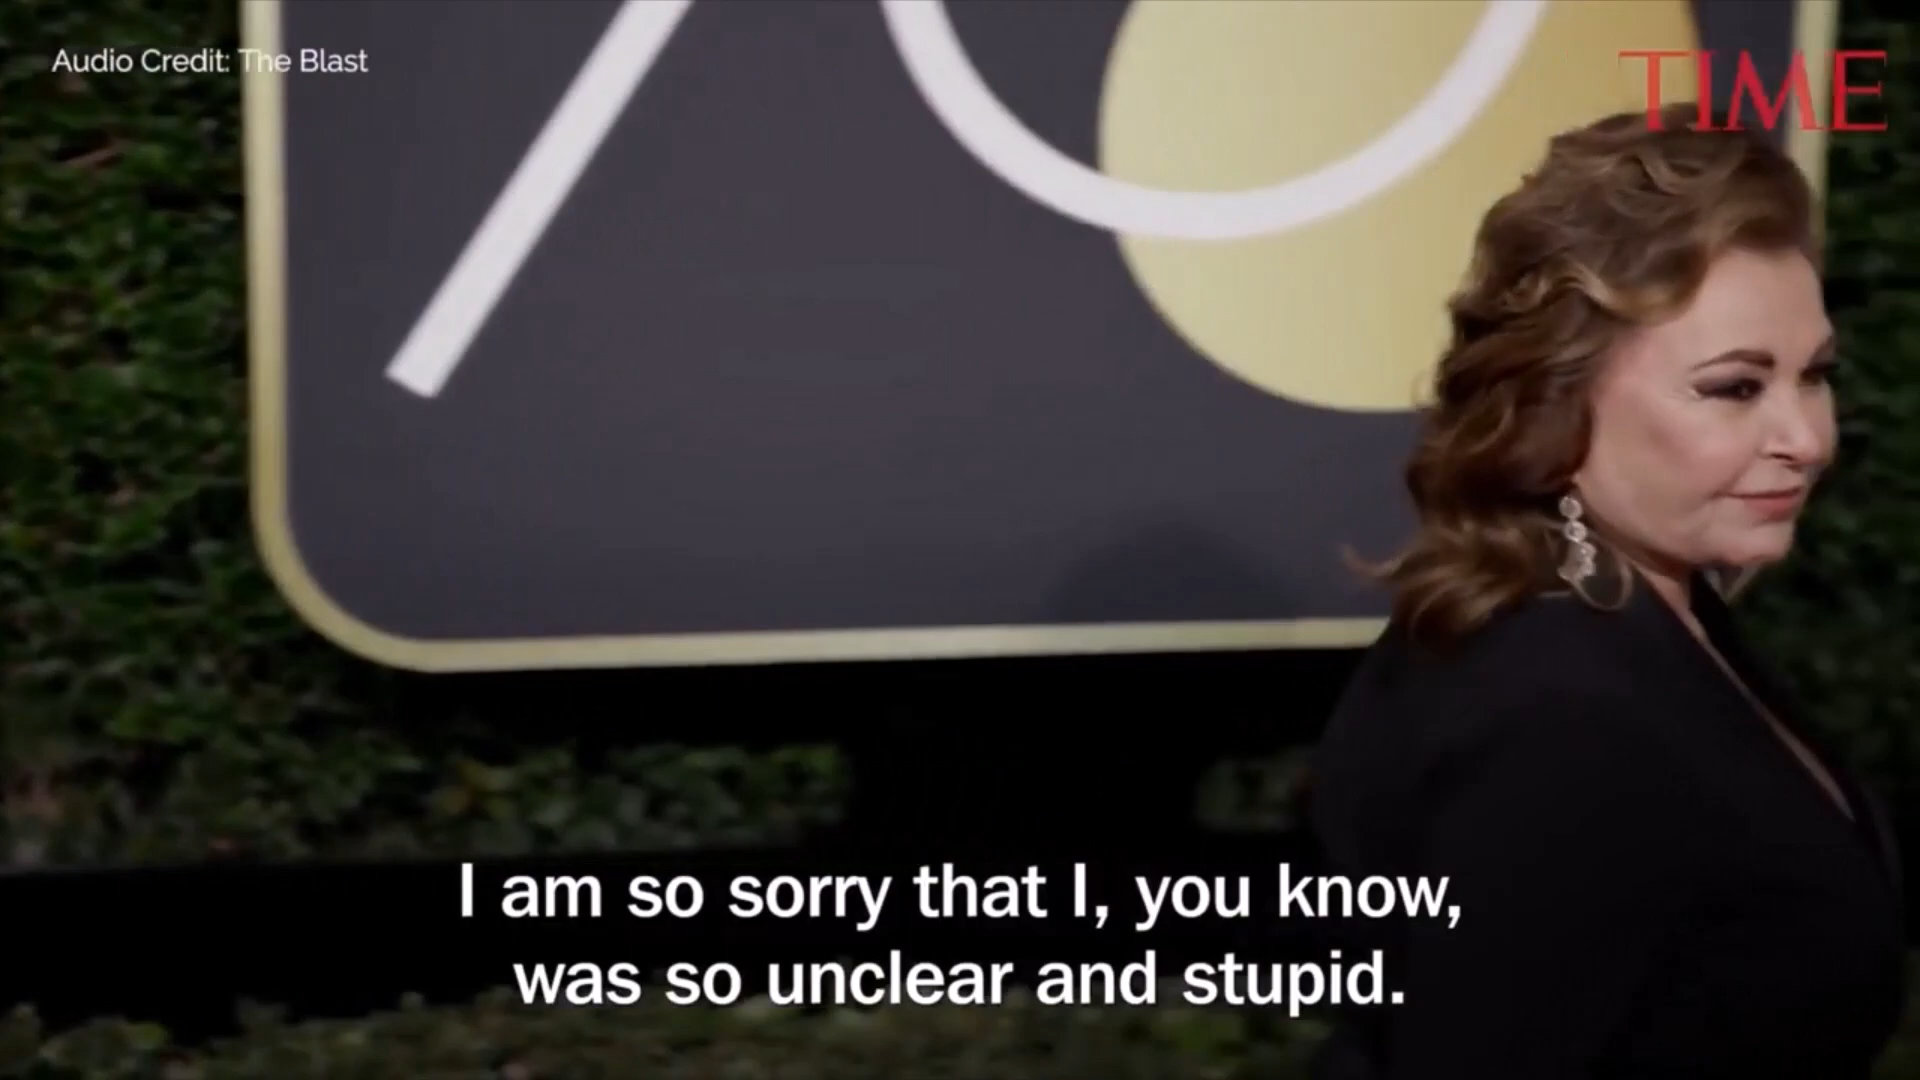 Audio Credit: The Blast
TIME
I am so sorry that I, you know,
was so unclear and stupid.